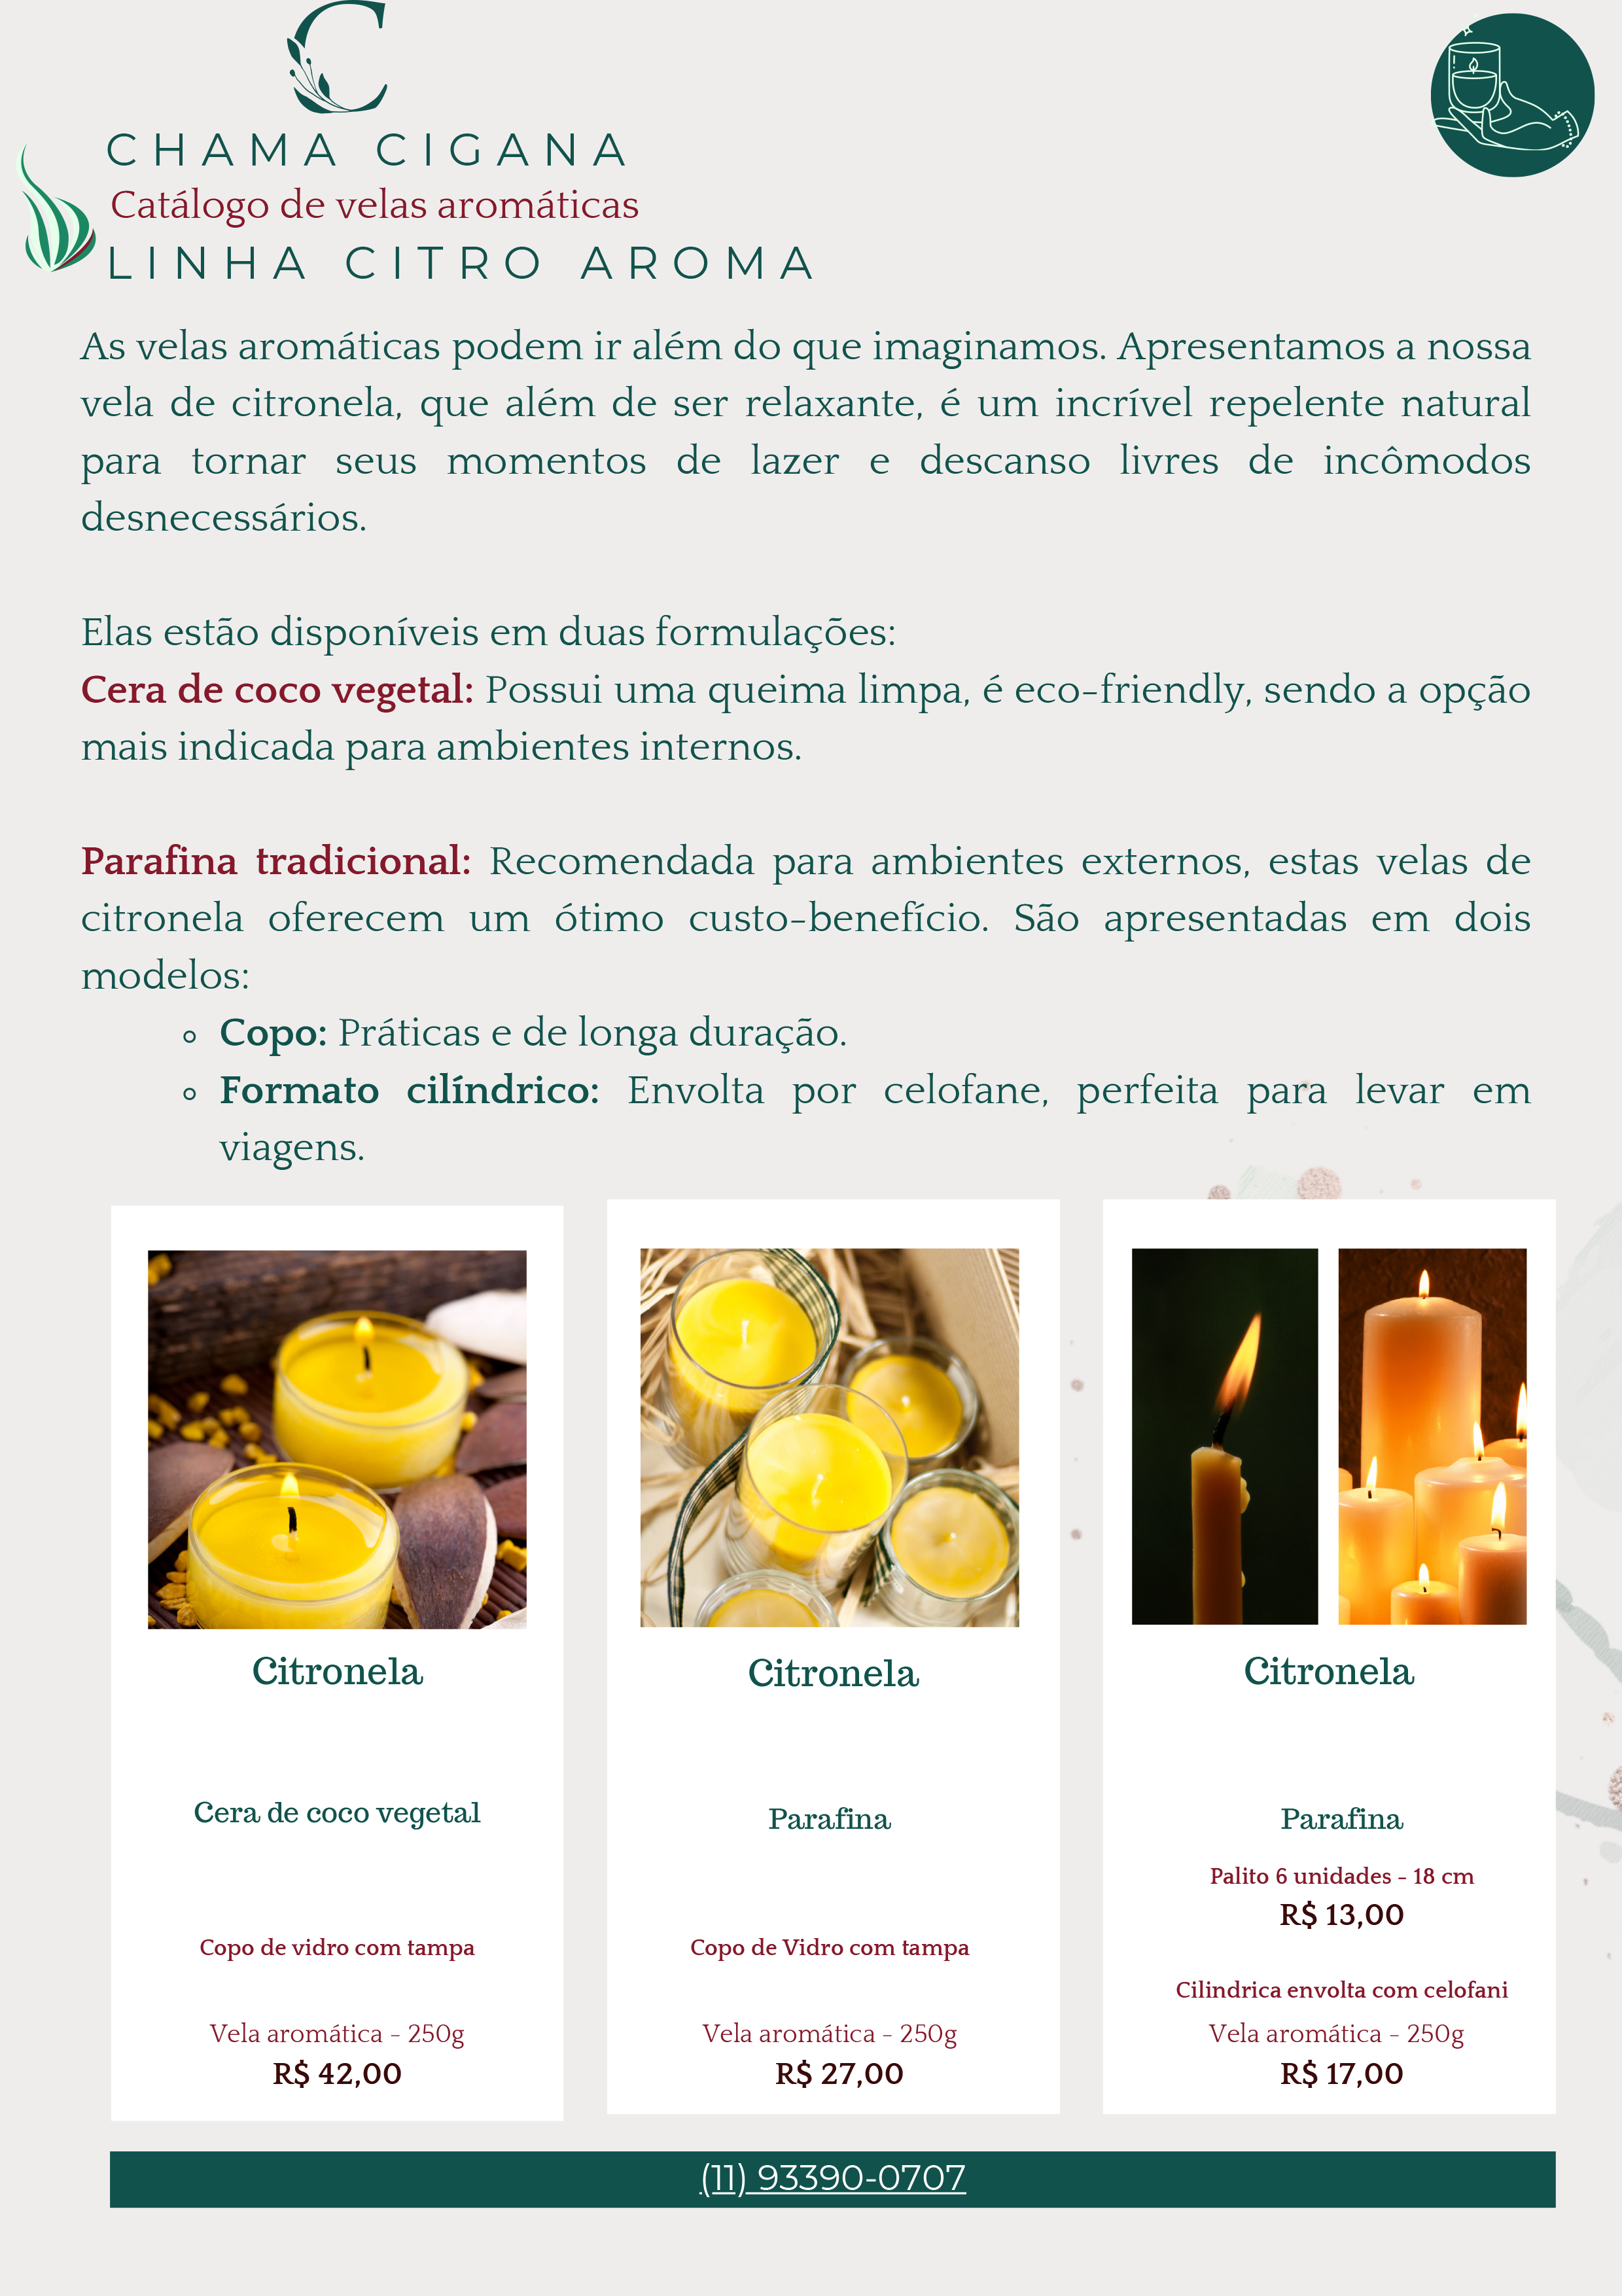 C
CHAMA CIGANA
Catálogo de velas aromáticas
LINHA CITRO AROMA
As velas aromáticas podem ir além do que imaginamos. Apresentamos a nossa
vela de citronela, que além de ser relaxante, é um incrível repelente natural
para tornar seus momentos de lazer e descanso livres de incômodos
desnecessários.
Elas estão disponíveis em duas formulações:
Cera de coco vegetal: Possui uma queima limpa, é eco-friendly, sendo a opção
mais indicada para ambientes internos.
Parafina tradicional: Recomendada para ambientes externos, estas velas de
citronela oferecem um ótimo custo-benefício. São apresentadas em dois
modelos:
Copo: Práticas e de longa duração.
Formato cilíndrico: Envolta por celofane, perfeita para levar em
viagens.
Citronela
Cera de coco vegetal
Copo de vidro com tampa
Vela aromática - 250g
R$ 42,00
Citronela
Parafina
Copo de Vidro com tampa
Vela aromática - 250g
R$ 27,00
Citronela
Parafina
Palito 6 unidades - 18 cm
R$ 13,00
Cilindrica envolta com celofani
Vela aromática - 250g
R$ 17,00
(11) 93390-0707